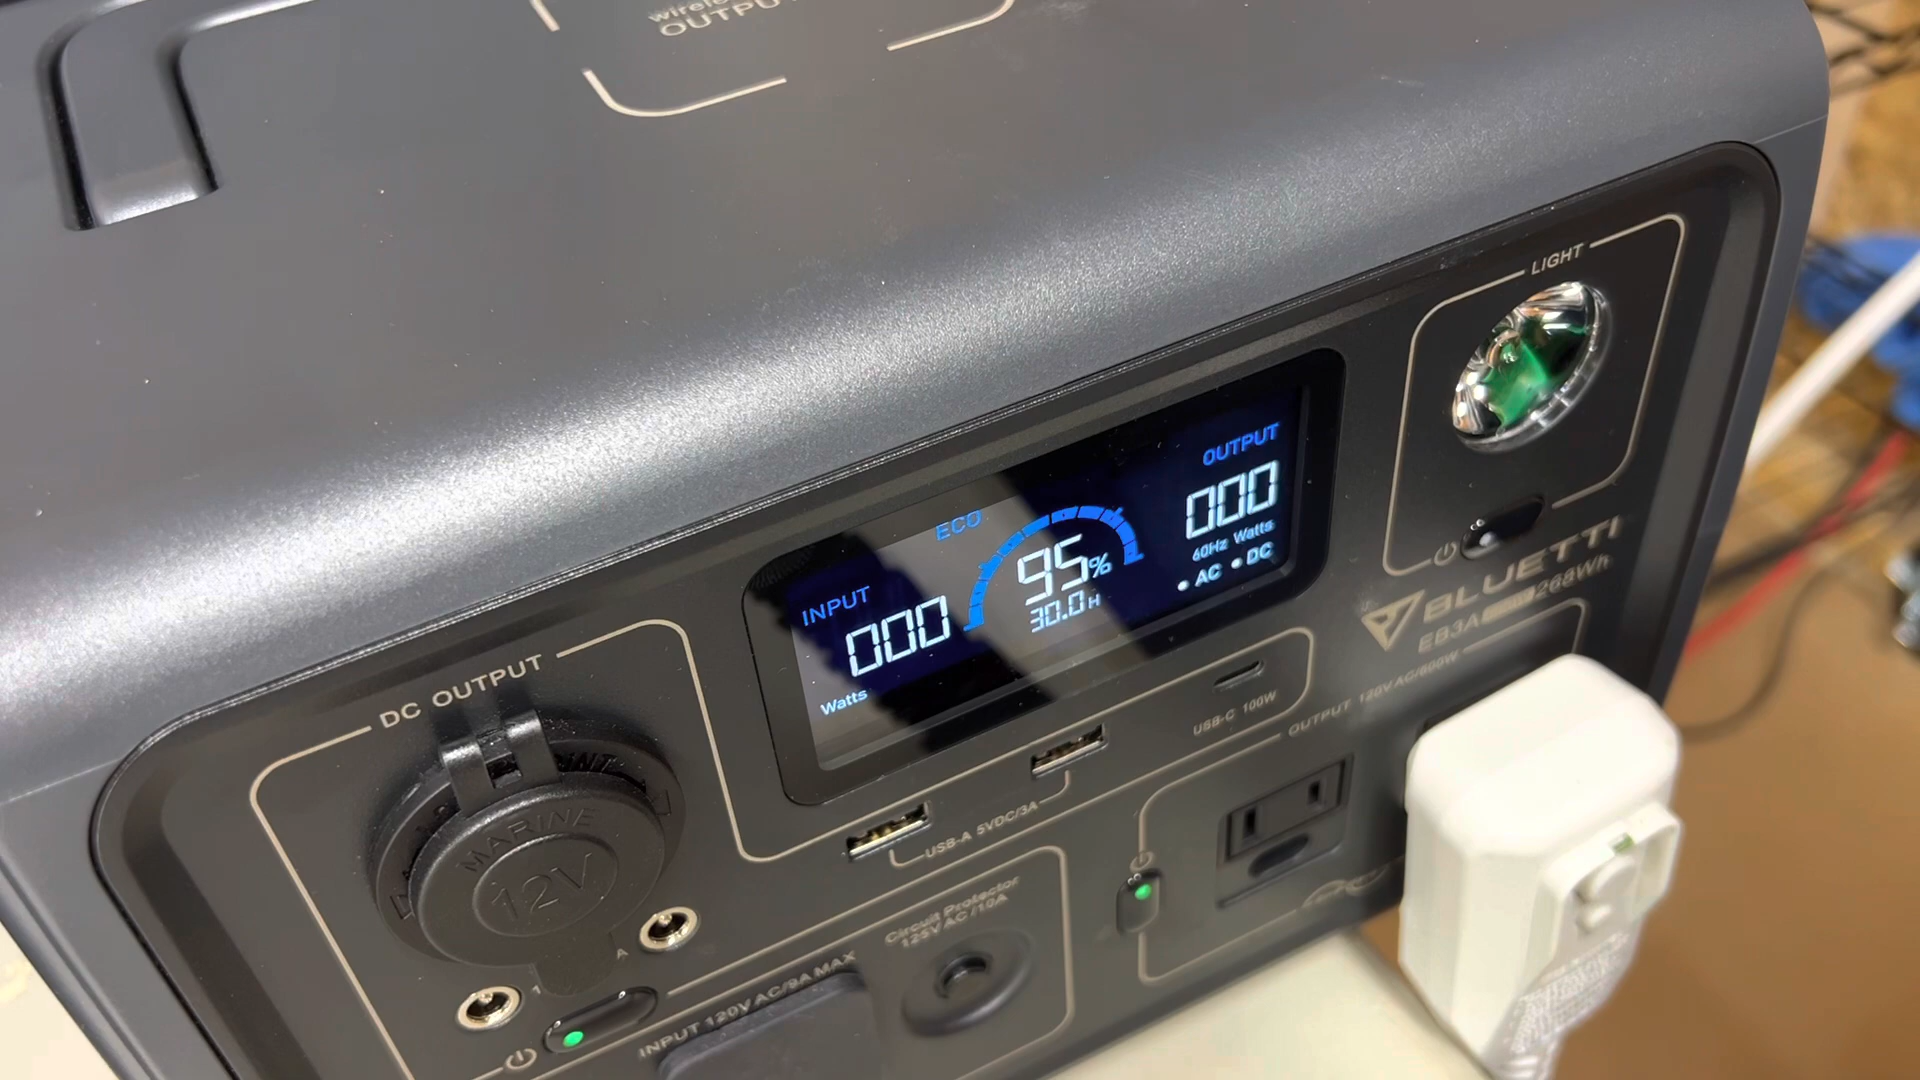 wireless
OUTPUT
LIGHT
OUTPUT
000
60Hz Watts
• AC • DC
ECO
95%
30.0H
INPUT
000
Watts
BLUETTI
EB3A 268Wh
DC OUTPUT
USB-C 100W
OUTPUT 120V AC/600W
USB-A 5VDC/3A
MARINE
12V
Circuit Protector
125V AC/10A
INPUT 120V AC/9A MAX